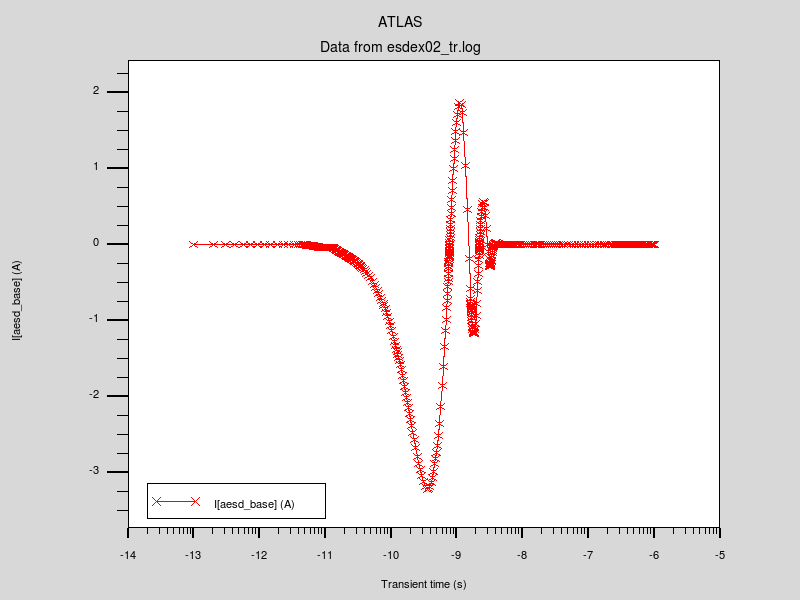 ATLAS
Data from esdex02_tr.log
2
1
0
-1
-2
-3
I[aesd_base] (A)
I[aesd_base] (A)
-14 -13 -12 -11 -10 -9 -8 -7 -6 -5
Transient time (s)